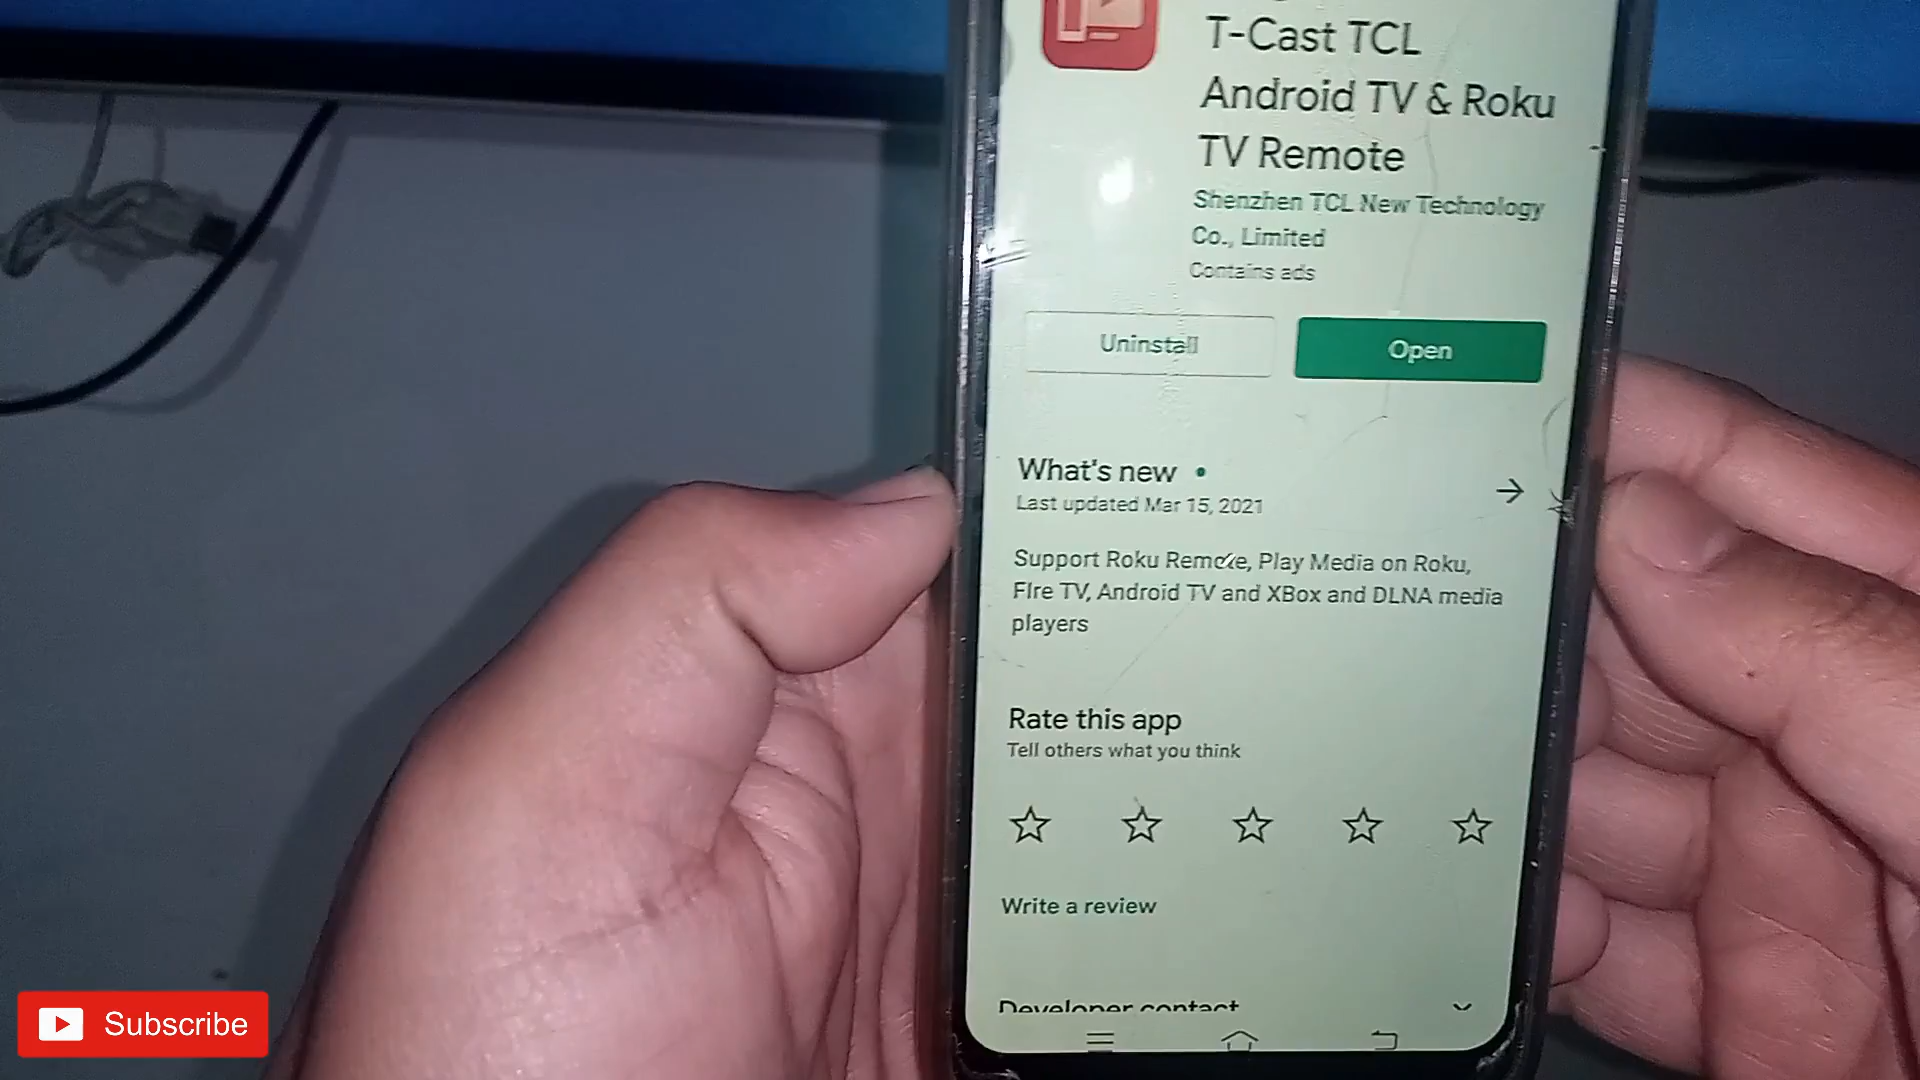 T-Cast TCL
Android TV & Roku
TV Remote
Shenzhen TCL New Technology
Co., Limited
Contains ads
Uninstall
Open
What's new
Last updated Mar 15, 2021
Support Roku Remote, Play Media on Roku,
FIre TV, Android TV and XBox and DLNA media
players
Rate this app
Tell others what you think
Write a review
Developer contact
Subscribe